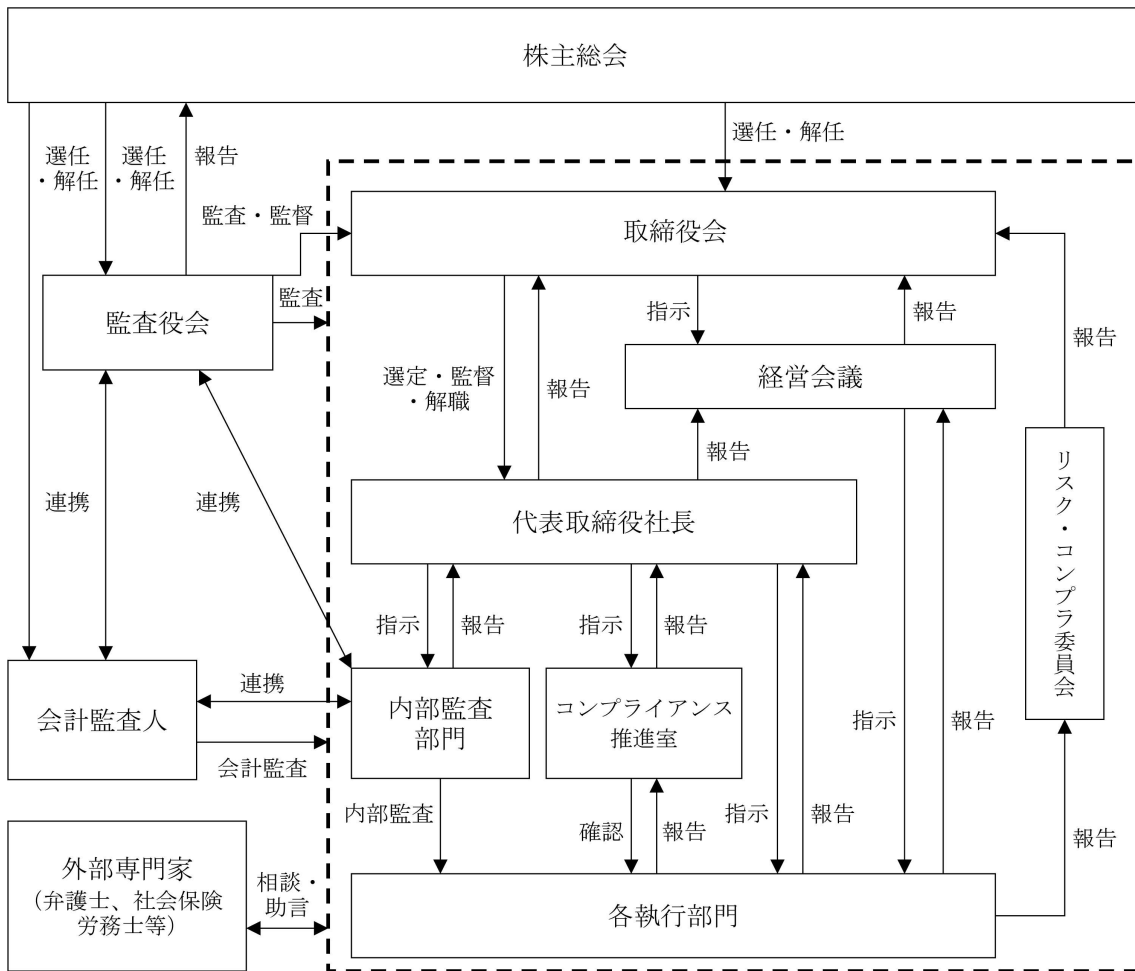 株主総会
選任
・解任
選任
・解任
報告
選任・解任
監査・監督
取締役会
監査役会
監査
指示
報告
報告
選定・監督
・解職
報告
経営会議
報告
リスク・コンプラ委員会
連携
連携
代表取締役社長
指示
報告
指示
報告
会計監査人
連携
内部監査
部門
コンプライアンス
推進室
指示
報告
会計監査
内部監査
確認
報告
指示
報告
報告
外部専門家
（弁護士、社会保険
労務士等）
相談・
助言
各執行部門